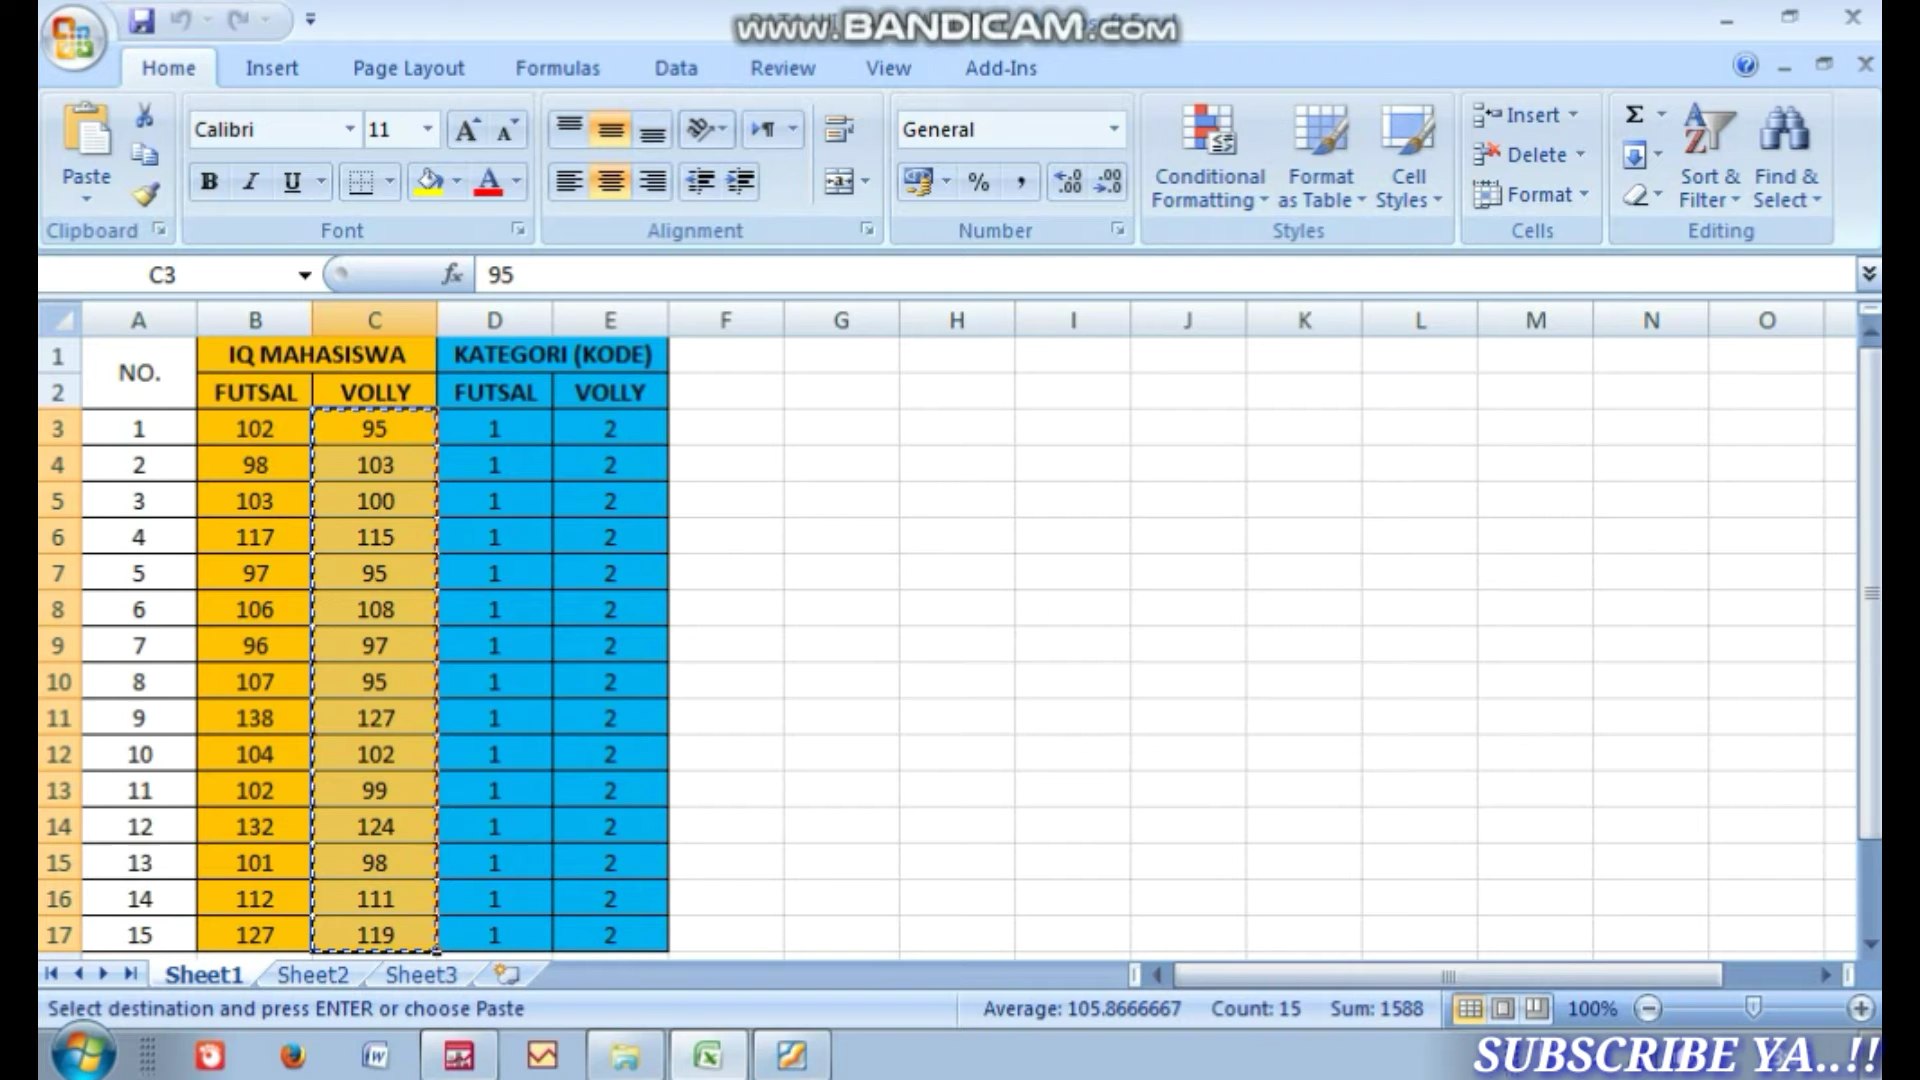 www.BANDICAM.com
Home Insert Page Layout Formulas Data Review View Add-Ins
Paste
Clipboard
Calibri 11
B I U
Font
Alignment
General
% ,
Number
Conditional Formatting
Format as Table
Cell Styles
Styles
Insert
Delete
Format
Cells
Sort & Filter
Find & Select
Editing
C3 fx 95
A B C D E F G H I J K L M N O
1 NO. IQ MAHASISWA KATEGORI (KODE)
2 FUTSAL VOLLY FUTSAL VOLLY
3 1 102 95 1 2
4 2 98 103 1 2
5 3 103 100 1 2
6 4 117 115 1 2
7 5 97 95 1 2
8 6 106 108 1 2
9 7 96 97 1 2
10 8 107 95 1 2
11 9 138 127 1 2
12 10 104 102 1 2
13 11 102 99 1 2
14 12 132 124 1 2
15 13 101 98 1 2
16 14 112 111 1 2
17 15 127 119 1 2
Sheet1 Sheet2 Sheet3
Select destination and press ENTER or choose Paste Average: 105.8666667 Count: 15 Sum: 1588 100%
SUBSCRIBE YA..!!